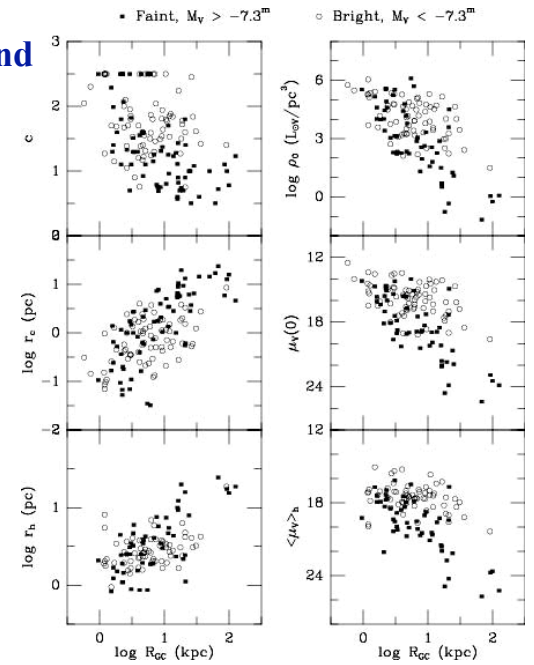 ▪ Faint, M_V > −7.3^m ○ Bright, M_V < −7.3^m
nd
3
2
1
c
2
1
0
−1
log r_c (pc)
−2
1
0
log r_h (pc)
0 1 2
log R_GC (kpc)
6
3
0
log ρ_0 (L_⊙V/pc^3)
12
18
24
μ_V(0)
12
18
24
<μ_V>_h
0 1 2
log R_GC (kpc)